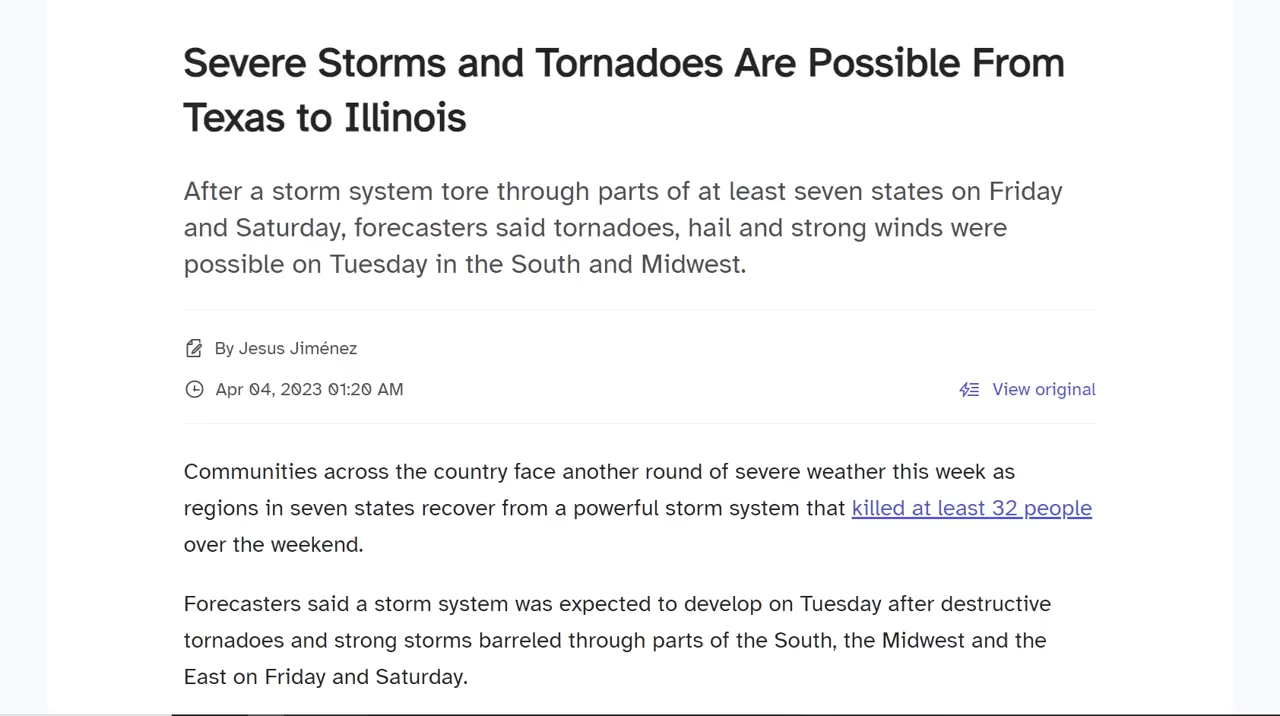 Severe Storms and Tornadoes Are Possible From
Texas to Illinois
After a storm system tore through parts of at least seven states on Friday
and Saturday, forecasters said tornadoes, hail and strong winds were
possible on Tuesday in the South and Midwest.
By Jesus Jiménez
Apr 04, 2023 01:20 AM
View original
Communities across the country face another round of severe weather this week as
regions in seven states recover from a powerful storm system that killed at least 32 people
over the weekend.
Forecasters said a storm system was expected to develop on Tuesday after destructive
tornadoes and strong storms barreled through parts of the South, the Midwest and the
East on Friday and Saturday.